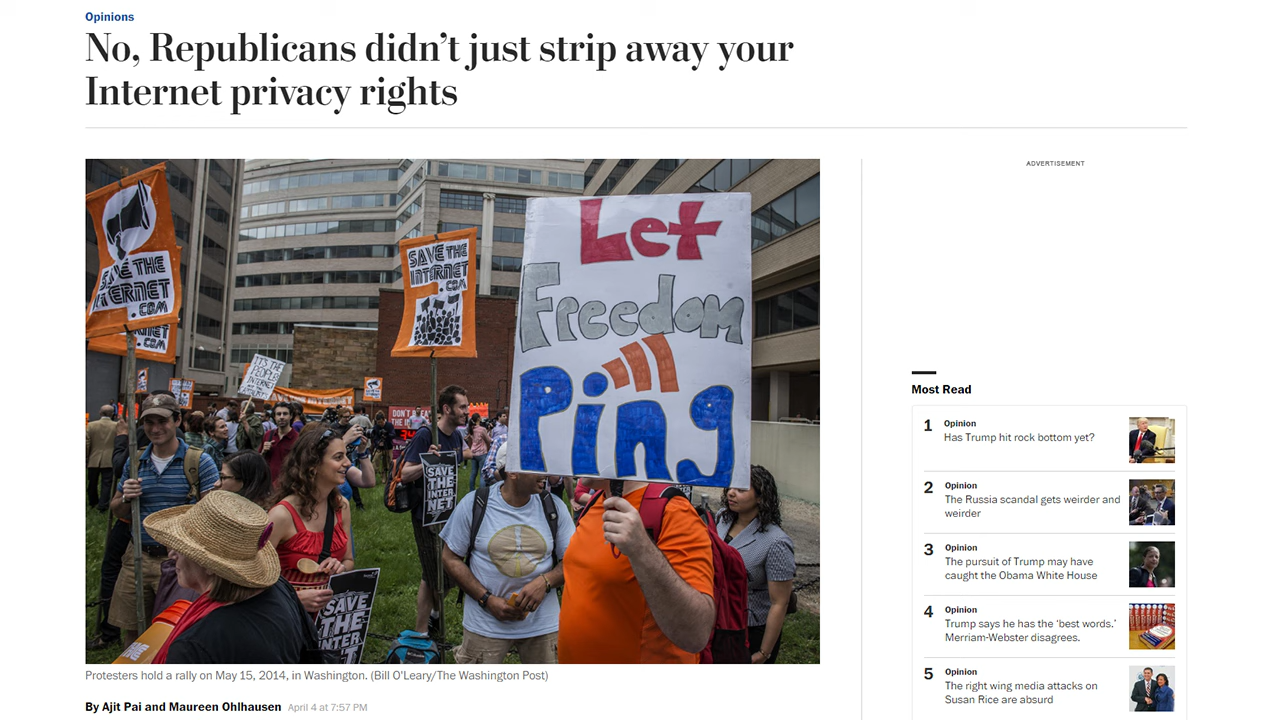 Opinions
No, Republicans didn't just strip away your
Internet privacy rights
ADVERTISEMENT
SAVE THE
INTERNET
.COM
SAVE THE
INTERNET
.COM
Let
Freedom
Ping
IT'S THE
PEOPLE'S
INTERNET
SAVE
THE
INTER
NET
SAVE
THE
INTER
NET
Protesters hold a rally on May 15, 2014, in Washington. (Bill O'Leary/The Washington Post)
By Ajit Pai and Maureen Ohlhausen April 4 at 7:57 PM
Most Read
1 Opinion
Has Trump hit rock bottom yet?
2 Opinion
The Russia scandal gets weirder and
weirder
3 Opinion
The pursuit of Trump may have
caught the Obama White House
4 Opinion
Trump says he has the 'best words.'
Merriam-Webster disagrees.
5 Opinion
The right wing media attacks on
Susan Rice are absurd